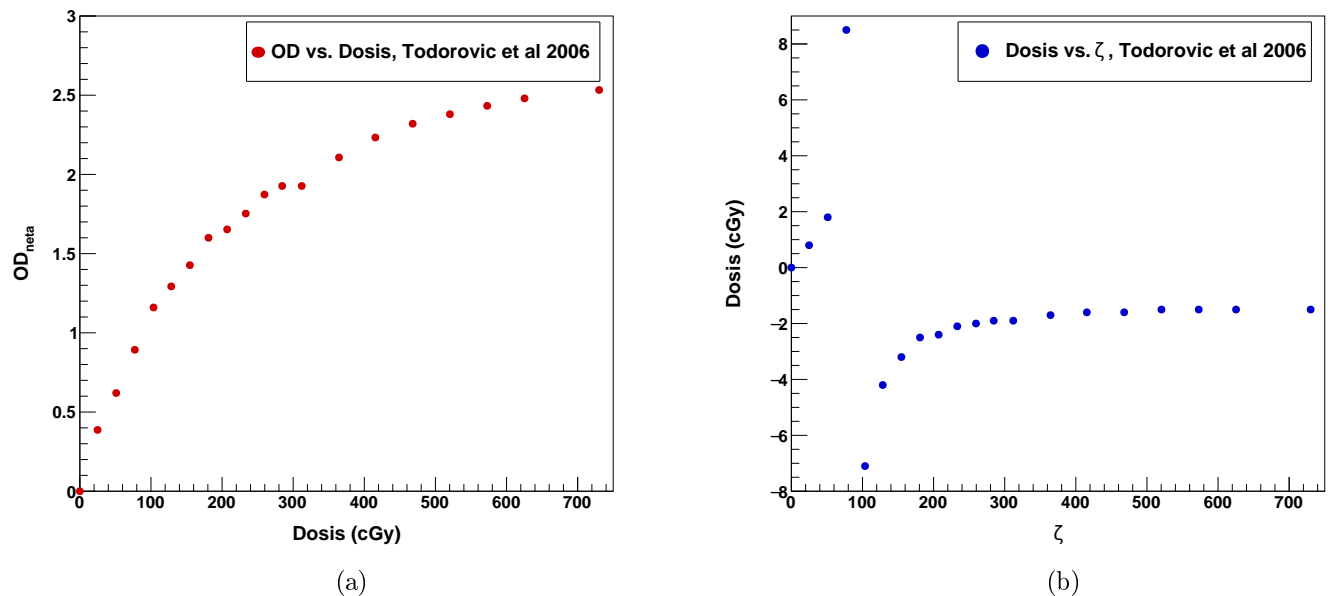 3
2.5
2
1.5
1
0.5
0
OD vs. Dosis, Todorovic et al 2006
OD_neta
0 100 200 300 400 500 600 700
Dosis (cGy)
(a)
8
6
4
2
0
−2
−4
−6
−8
Dosis vs. ζ , Todorovic et al 2006
Dosis (cGy)
0 100 200 300 400 500 600 700
ζ
(b)